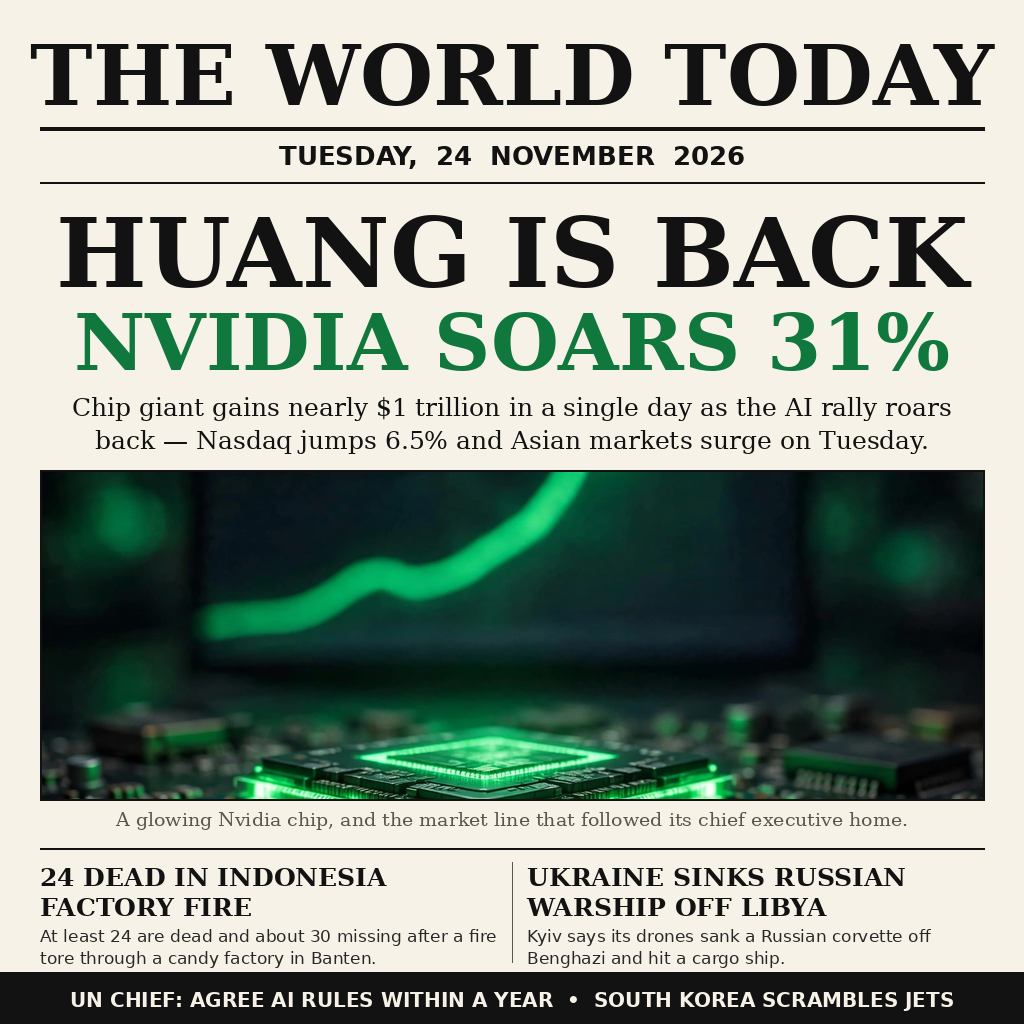 THE WORLD TODAY
TUESDAY, 24 NOVEMBER 2026
HUANG IS BACK
NVIDIA SOARS 31%
Chip giant gains nearly $1 trillion in a single day as the AI rally roars
back — Nasdaq jumps 6.5% and Asian markets surge on Tuesday.
A glowing Nvidia chip, and the market line that followed its chief executive home.
24 DEAD IN INDONESIA
FACTORY FIRE
At least 24 are dead and about 30 missing after a fire
tore through a candy factory in Banten.
UKRAINE SINKS RUSSIAN
WARSHIP OFF LIBYA
Kyiv says its drones sank a Russian corvette off
Benghazi and hit a cargo ship.
UN CHIEF: AGREE AI RULES WITHIN A YEAR • SOUTH KOREA SCRAMBLES JETS